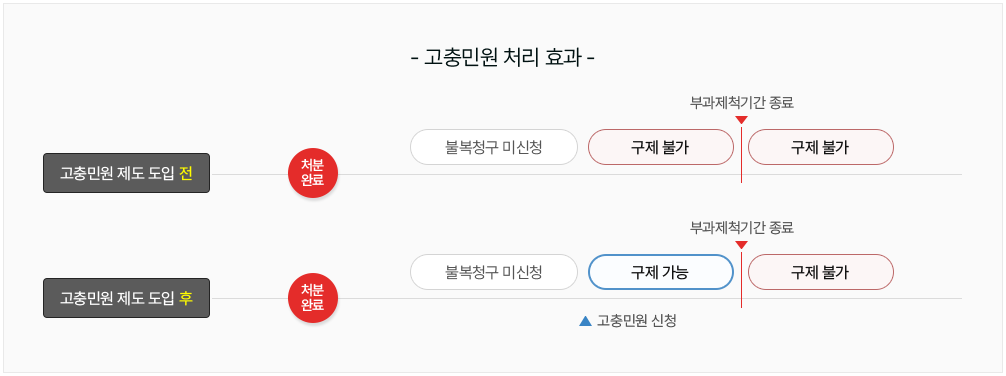 - 고충민원 처리 효과 -
부과제척기간 종료
고충민원 제도 도입 전
처분
완료
불복청구 미신청
구제 불가
구제 불가
부과제척기간 종료
고충민원 제도 도입 후
처분
완료
불복청구 미신청
구제 가능
구제 불가
▲ 고충민원 신청